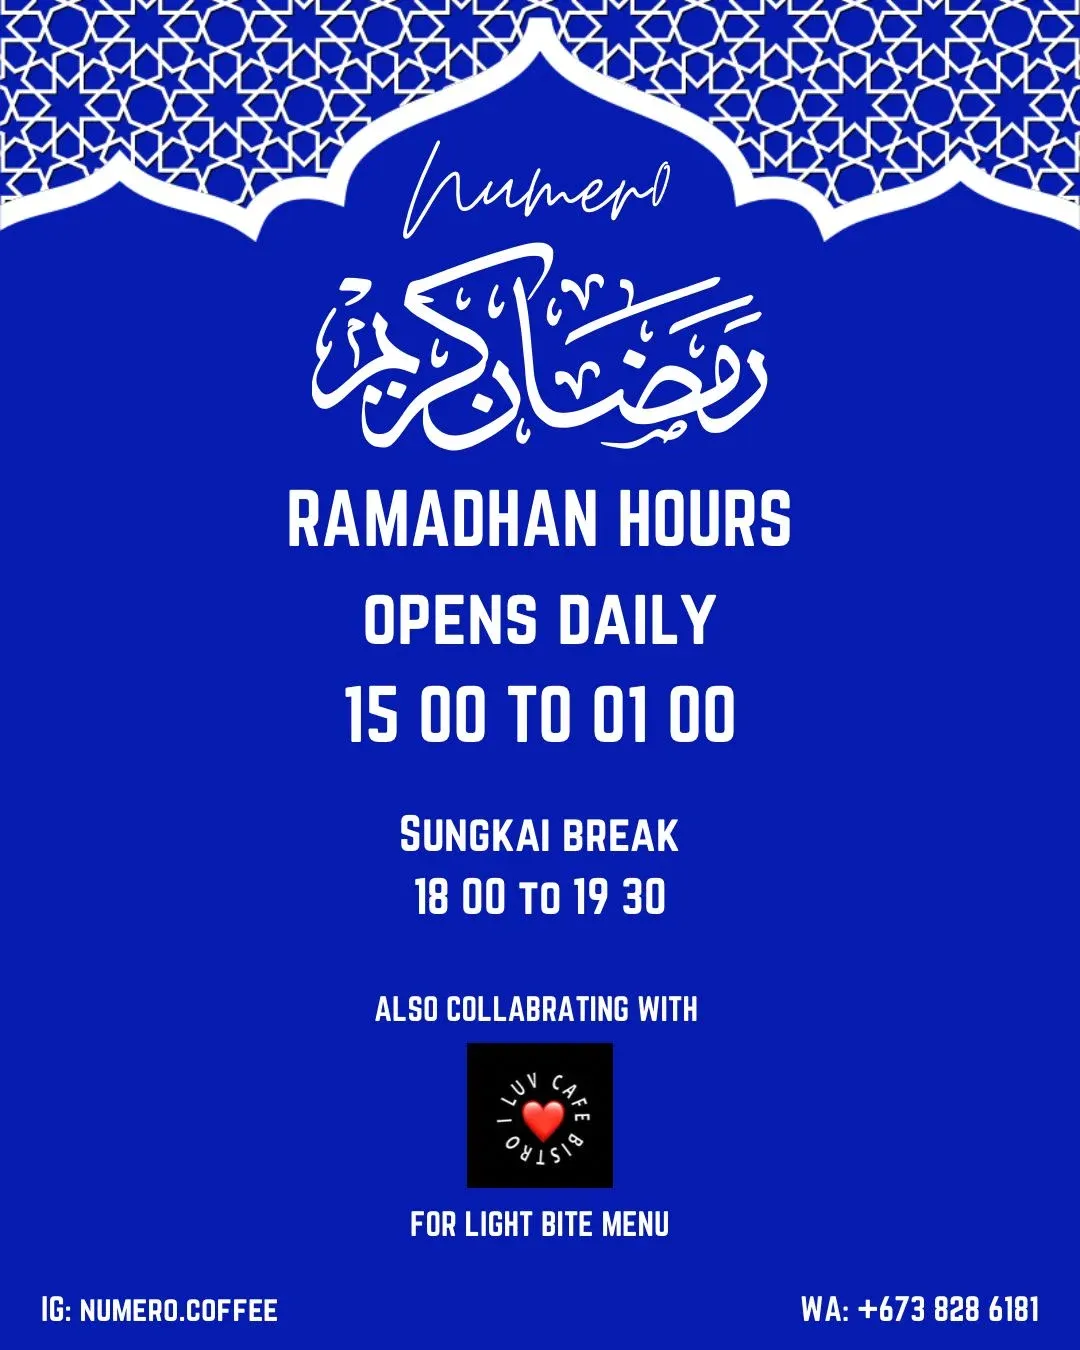 Numero
رمضان كريم
RAMADHAN HOURS
OPENS DAILY
15 00 TO 01 00
SUNGKAI BREAK
18 00 TO 19 30
ALSO COLLABRATING WITH
I LUV CAFE BISTRO
FOR LIGHT BITE MENU
IG: NUMERO.COFFEE
WA: +673 828 6181